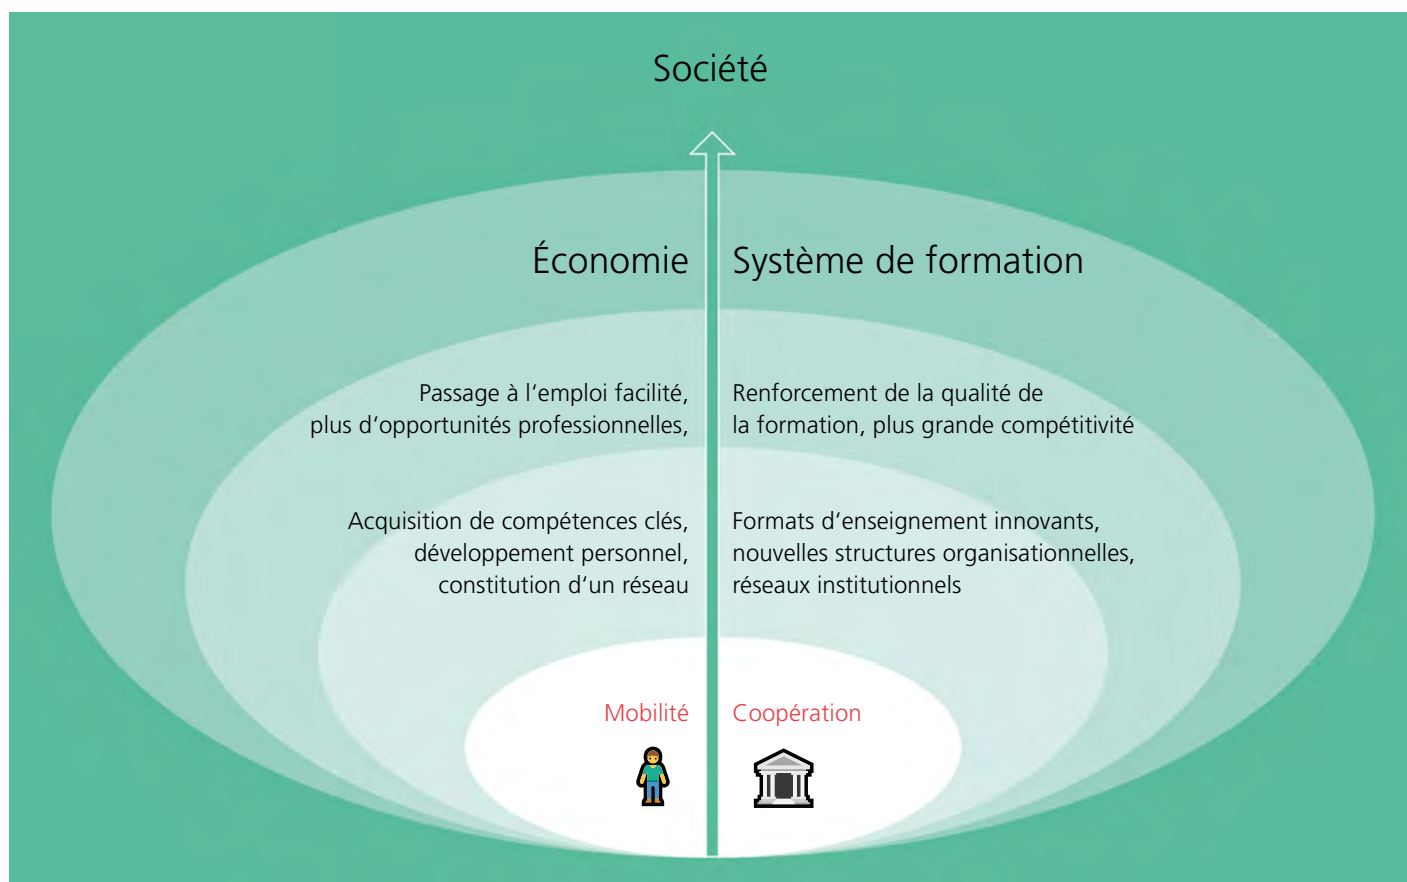 Société
Économie
Système de formation
Passage à l‘emploi facilité,
plus d‘opportunités professionnelles,
Renforcement de la qualité de
la formation, plus grande compétitivité
Acquisition de compétences clés,
développement personnel,
constitution d‘un réseau
Formats d‘enseignement innovants,
nouvelles structures organisationnelles,
réseaux institutionnels
Mobilité
Coopération